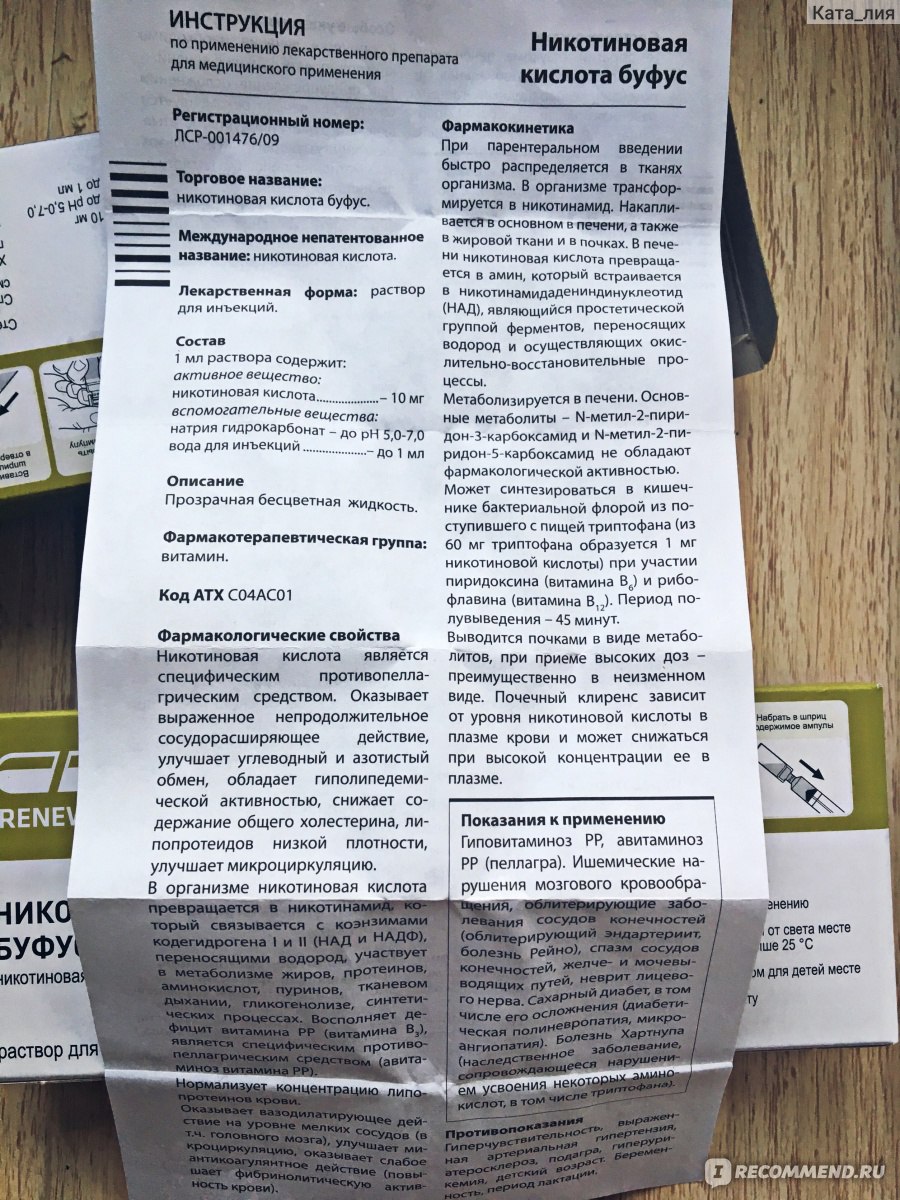 Ката_лия
ИНСТРУКЦИЯ
по применению лекарственного препарата
для медицинского применения
Никотиновая
кислота буфус
Регистрационный номер:
ЛСР-001476/09
Торговое название:
никотиновая кислота буфус.
Международное непатентованное
название: никотиновая кислота.
Лекарственная форма: раствор
для инъекций.
Состав
1 мл раствора содержит:
активное вещество:
никотиновая кислота................– 10 мг
вспомогательные вещества:
натрия гидрокарбонат – до pH 5,0-7,0
вода для инъекций ..................– до 1 мл
Описание
Прозрачная бесцветная жидкость.
Фармакотерапевтическая группа:
витамин.
Код АТХ С04АС01
Фармакологические свойства
Никотиновая кислота является
специфическим противопелла-
грическим средством. Оказывает
выраженное непродолжительное
сосудорасширяющее действие,
улучшает углеводный и азотистый
обмен, обладает гиполипедеми-
ческой активностью, снижает со-
держание общего холестерина, ли-
попротеидов низкой плотности,
улучшает микроциркуляцию.
В организме никотиновая кислота
превращается в никотинамид, ко-
торый связывается с коэнзимами
кодегидрогена I и II (НАД и НАДФ),
переносящими водород, участвует
в метаболизме жиров, протеинов,
аминокислот, пуринов, тканевом
дыхании, гликогенолизе, синтети-
ческих процессах. Восполняет де-
фицит витамина РР (витамина В3),
является специфическим противо-
пеллагрическим средством (авита-
миноз витамина РР).
Нормализует концентрацию липо-
протеинов крови.
Оказывает вазодилатирующее дей-
ствие на уровне мелких сосудов (в
т.ч. головного мозга), улучшает ми-
кроциркуляцию, оказывает слабое
антикоагулянтное действие (повы-
шает фибринолитическую актив-
ность крови).
Фармакокинетика
При парентеральном введении
быстро распределяется в тканях
организма. В организме трансфор-
мируется в никотинамид. Накапли-
вается в основном в печени, а также
в жировой ткани и в почках. В пече-
ни никотиновая кислота превраща-
ется в амин, который встраивается
в никотинамидадениндинуклеотид
(НАД), являющийся простетической
группой ферментов, переносящих
водород и осуществляющих окис-
лительно-восстановительные про-
цессы.
Метаболизируется в печени. Основ-
ные метаболиты – N-метил-2-пири-
дон-3-карбоксамид и N-метил-2-пи-
ридон-5-карбоксамид не обладают
фармакологической активностью.
Может синтезироваться в кишеч-
нике бактериальной флорой из по-
ступившего с пищей триптофана (из
60 мг триптофана образуется 1 мг
никотиновой кислоты) при участии
пиридоксина (витамина В6) и рибо-
флавина (витамина В12). Период по-
лувыведения – 45 минут.
Выводится почками в виде метабо-
литов, при приеме высоких доз –
преимущественно в неизменном
виде. Почечный клиренс зависит
от уровня никотиновой кислоты в
плазме крови и может снижаться
при высокой концентрации ее в
плазме.
Показания к применению
Гиповитаминоз РР, авитаминоз
РР (пеллагра). Ишемические на-
рушения мозгового кровообра-
щения, облитерирующие забо-
левания сосудов конечностей
(облитерирующий эндартериит,
болезнь Рейно), спазм сосудов
конечностей, желче- и мочевы-
водящих путей, неврит лицево-
го нерва. Сахарный диабет, в том
числе его осложнения (диабети-
ческая полиневропатия, микро-
ангиопатия). Болезнь Хартнупа
(наследственное заболевание,
сопровождающееся нарушени-
ем усвоения некоторых амино-
кислот, в том числе триптофана).
Противопоказания
Гиперчувствительность, выражен-
ная артериальная гипертензия,
атеросклероз, подагра, гиперури-
кемия, детский возраст. Беремен-
ность, период лактации.
10 мг
до pH 5,0-7,0
до 1 мл
RENEW
НИКО
БУФУС
никотиновая
раствор для
Набрать в шприц
содержимое ампулы
от света месте
25 °C
для детей месте
I RECOMMEND.RU